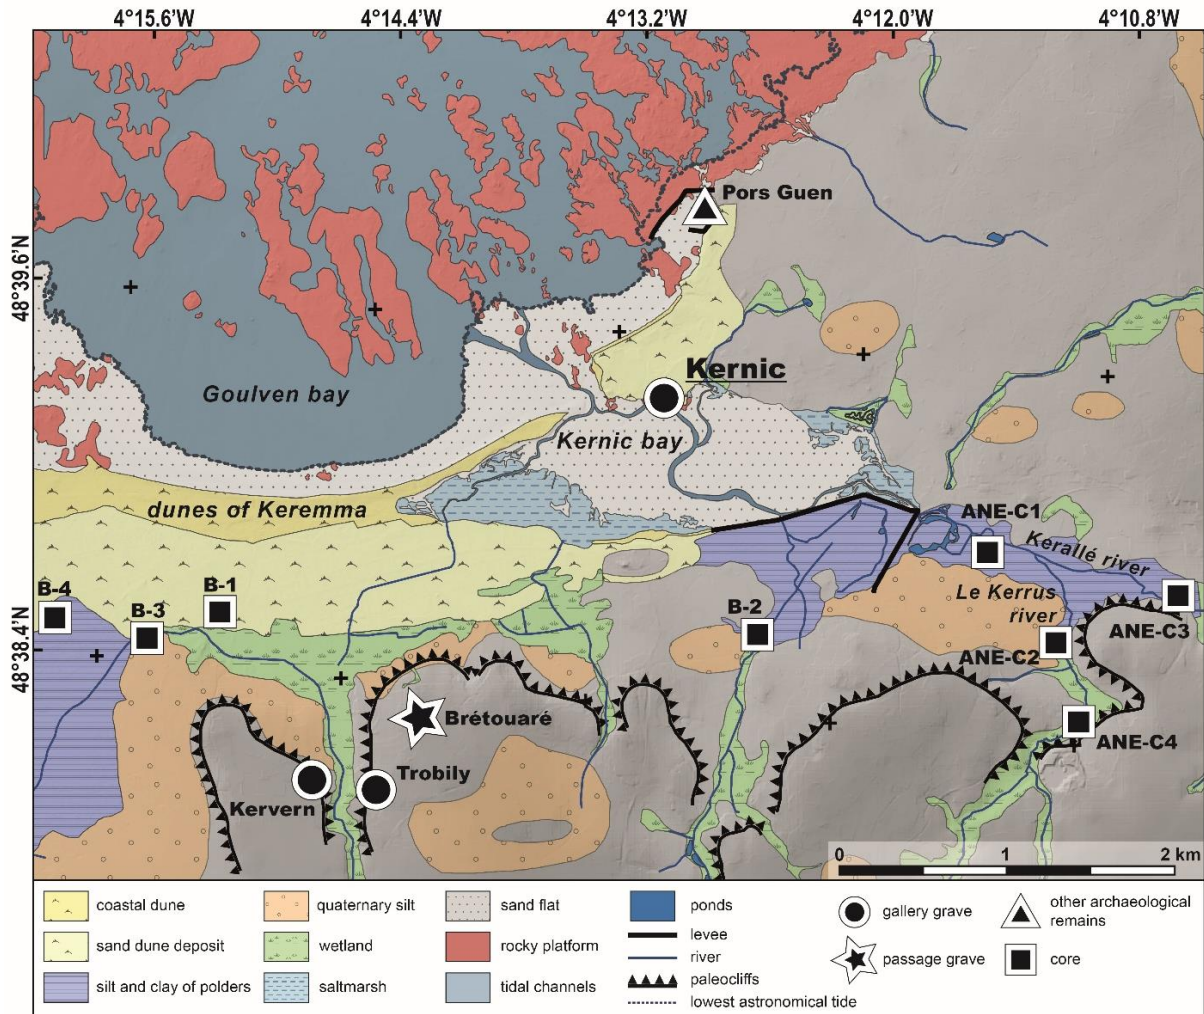 4°15.6'W 4°14.4'W 4°13.2'W 4°12.0'W 4°10.8'W
Pors Guen
48°39.6'N
Kernic
Goulven bay
Kernic bay
dunes of Keremma
ANE-C1
Kerallé river
B-4
B-1
B-3
B-2
Le Kerrus
river
ANE-C3
48°38.4'N
ANE-C2
Brétouaré
ANE-C4
Trobily
Kervern
0 1 2 km
coastal dune
quaternary silt
sand flat
ponds
gallery grave
other archaeological
remains
levee
sand dune deposit
wetland
rocky platform
river
passage grave
core
paleocliffs
silt and clay of polders
saltmarsh
tidal channels
lowest astronomical tide